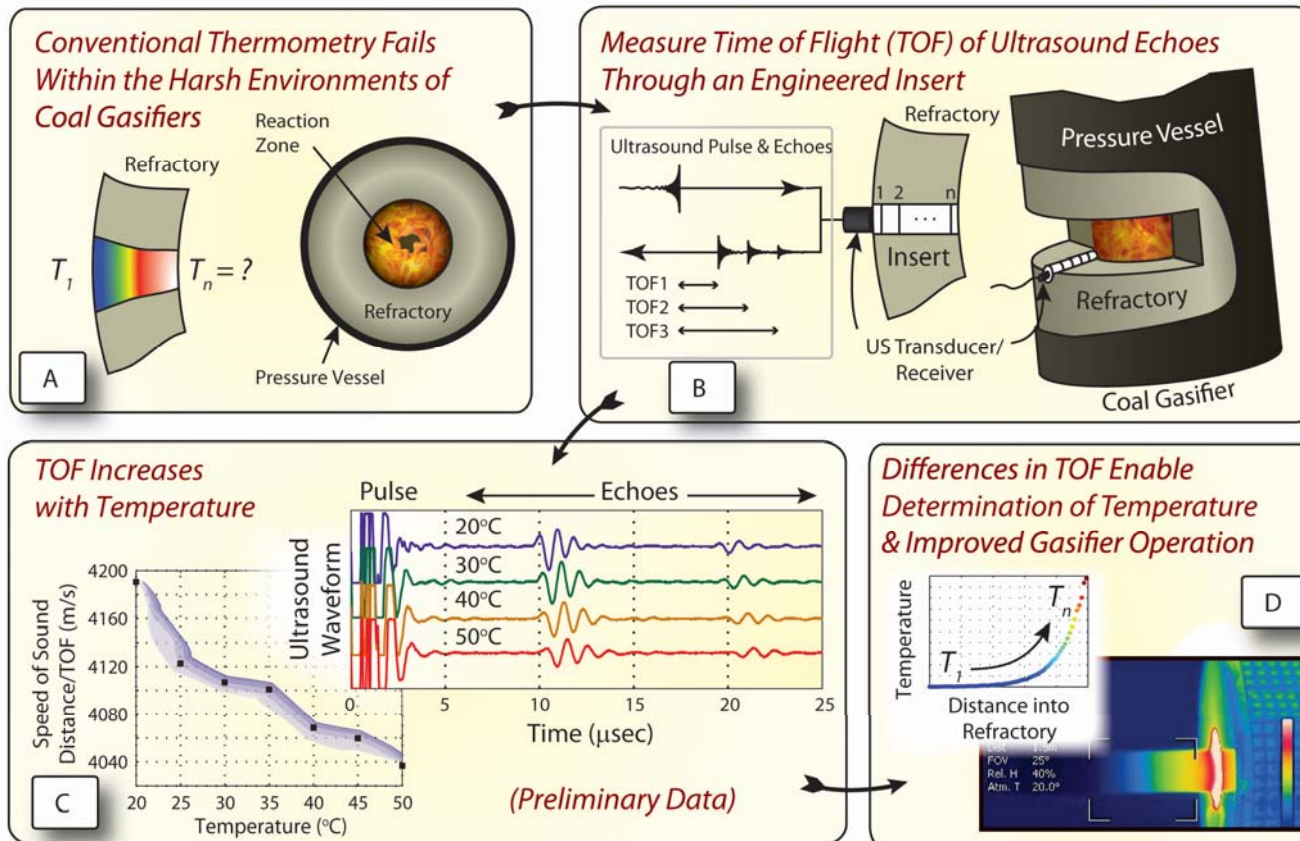 Conventional Thermometry Fails
Within the Harsh Environments of
Coal Gasifiers
Reaction
Zone
Refractory
T1
Tn = ?
Refractory
Pressure Vessel
A
Measure Time of Flight (TOF) of Ultrasound Echoes
Through an Engineered Insert
Refractory
Pressure Vessel
Ultrasound Pulse & Echoes
1 2 n
...
Insert
TOF1
TOF2
TOF3
Refractory
US Transducer/
Receiver
B
Coal Gasifier
TOF Increases
with Temperature
Pulse
Echoes
20°C
30°C
40°C
50°C
Ultrasound
Waveform
0 5 10 15 20 25
Time (μsec)
Speed of Sound
Distance/TOF (m/s)
4200
4160
4120
4080
4040
20 25 30 35 40 45 50
Temperature (°C)
C
(Preliminary Data)
Differences in TOF Enable
Determination of Temperature
& Improved Gasifier Operation
Temperature
Tn
T1
Distance into
Refractory
D
FOV 25°
Rel. H 40%
Atm. T 20.0°